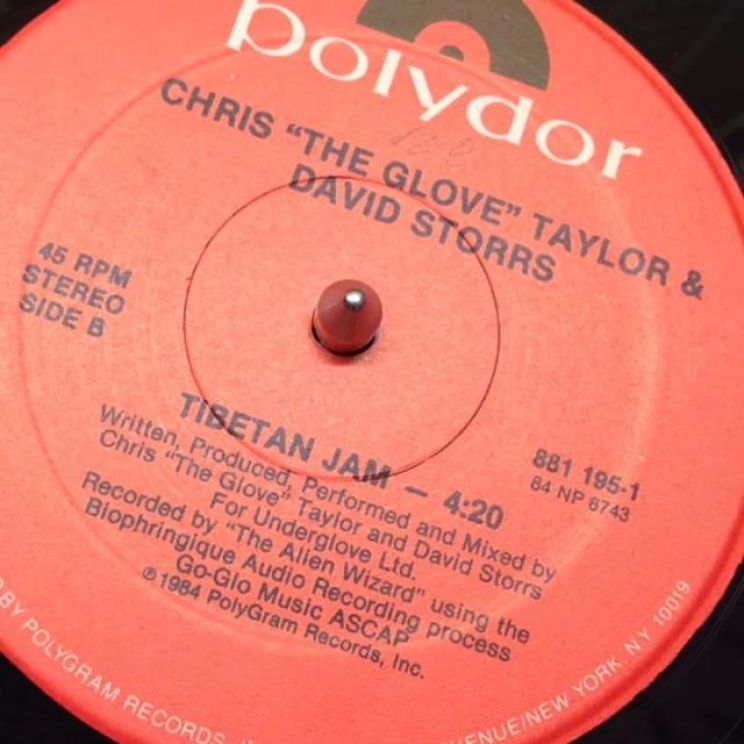 polydor
CHRIS "THE GLOVE" TAYLOR &
DAVID STORRS
45 RPM
STEREO
SIDE B
TIBETAN JAM — 4:20
881 195-1
84 NP 6743
Written, Produced, Performed and Mixed by
Chris "The Glove" Taylor and David Storrs
For Underglove Ltd.
Recorded by "The Alien Wizard" using the
Biophringique Audio Recording process
Go-Glo Music ASCAP
℗ 1984 PolyGram Records, Inc.
BY POLYGRAM RECORDS,
NEW YORK, N.Y. 10019